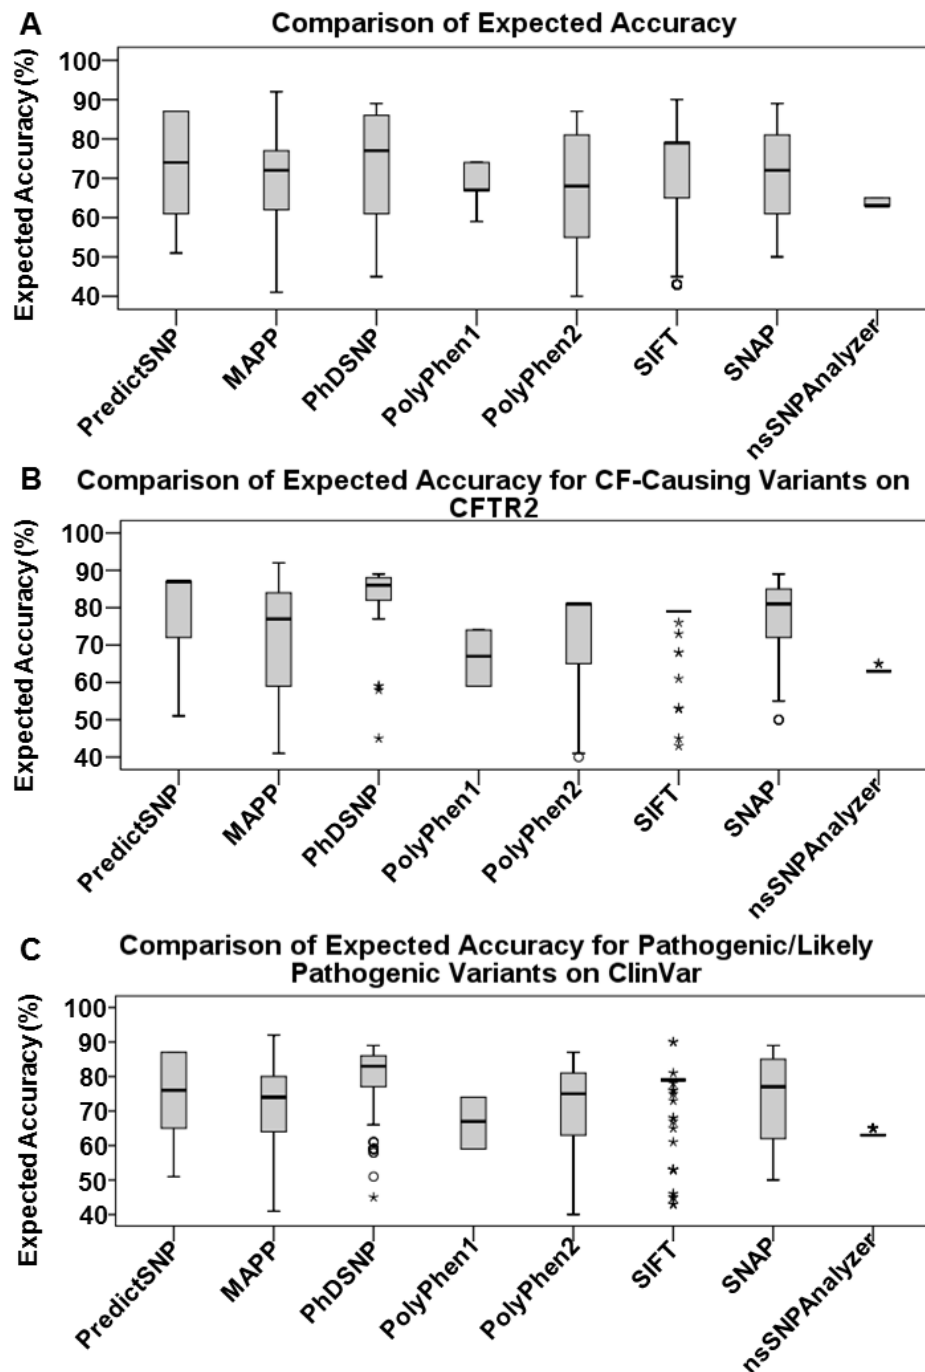 A
Comparison of Expected Accuracy
Expected Accuracy (%)
100
90
80
70
60
50
40
PredictSNP
MAPP
PhDSNP
PolyPhen1
PolyPhen2
SIFT
SNAP
nsSNPAnalyzer
B
Comparison of Expected Accuracy for CF-Causing Variants on
CFTR2
Expected Accuracy (%)
100
90
80
70
60
50
40
PredictSNP
MAPP
PhDSNP
PolyPhen1
PolyPhen2
SIFT
SNAP
nsSNPAnalyzer
C
Comparison of Expected Accuracy for Pathogenic/Likely
Pathogenic Variants on ClinVar
Expected Accuracy (%)
100
90
80
70
60
50
40
PredictSNP
MAPP
PhDSNP
PolyPhen1
PolyPhen2
SIFT
SNAP
nsSNPAnalyzer